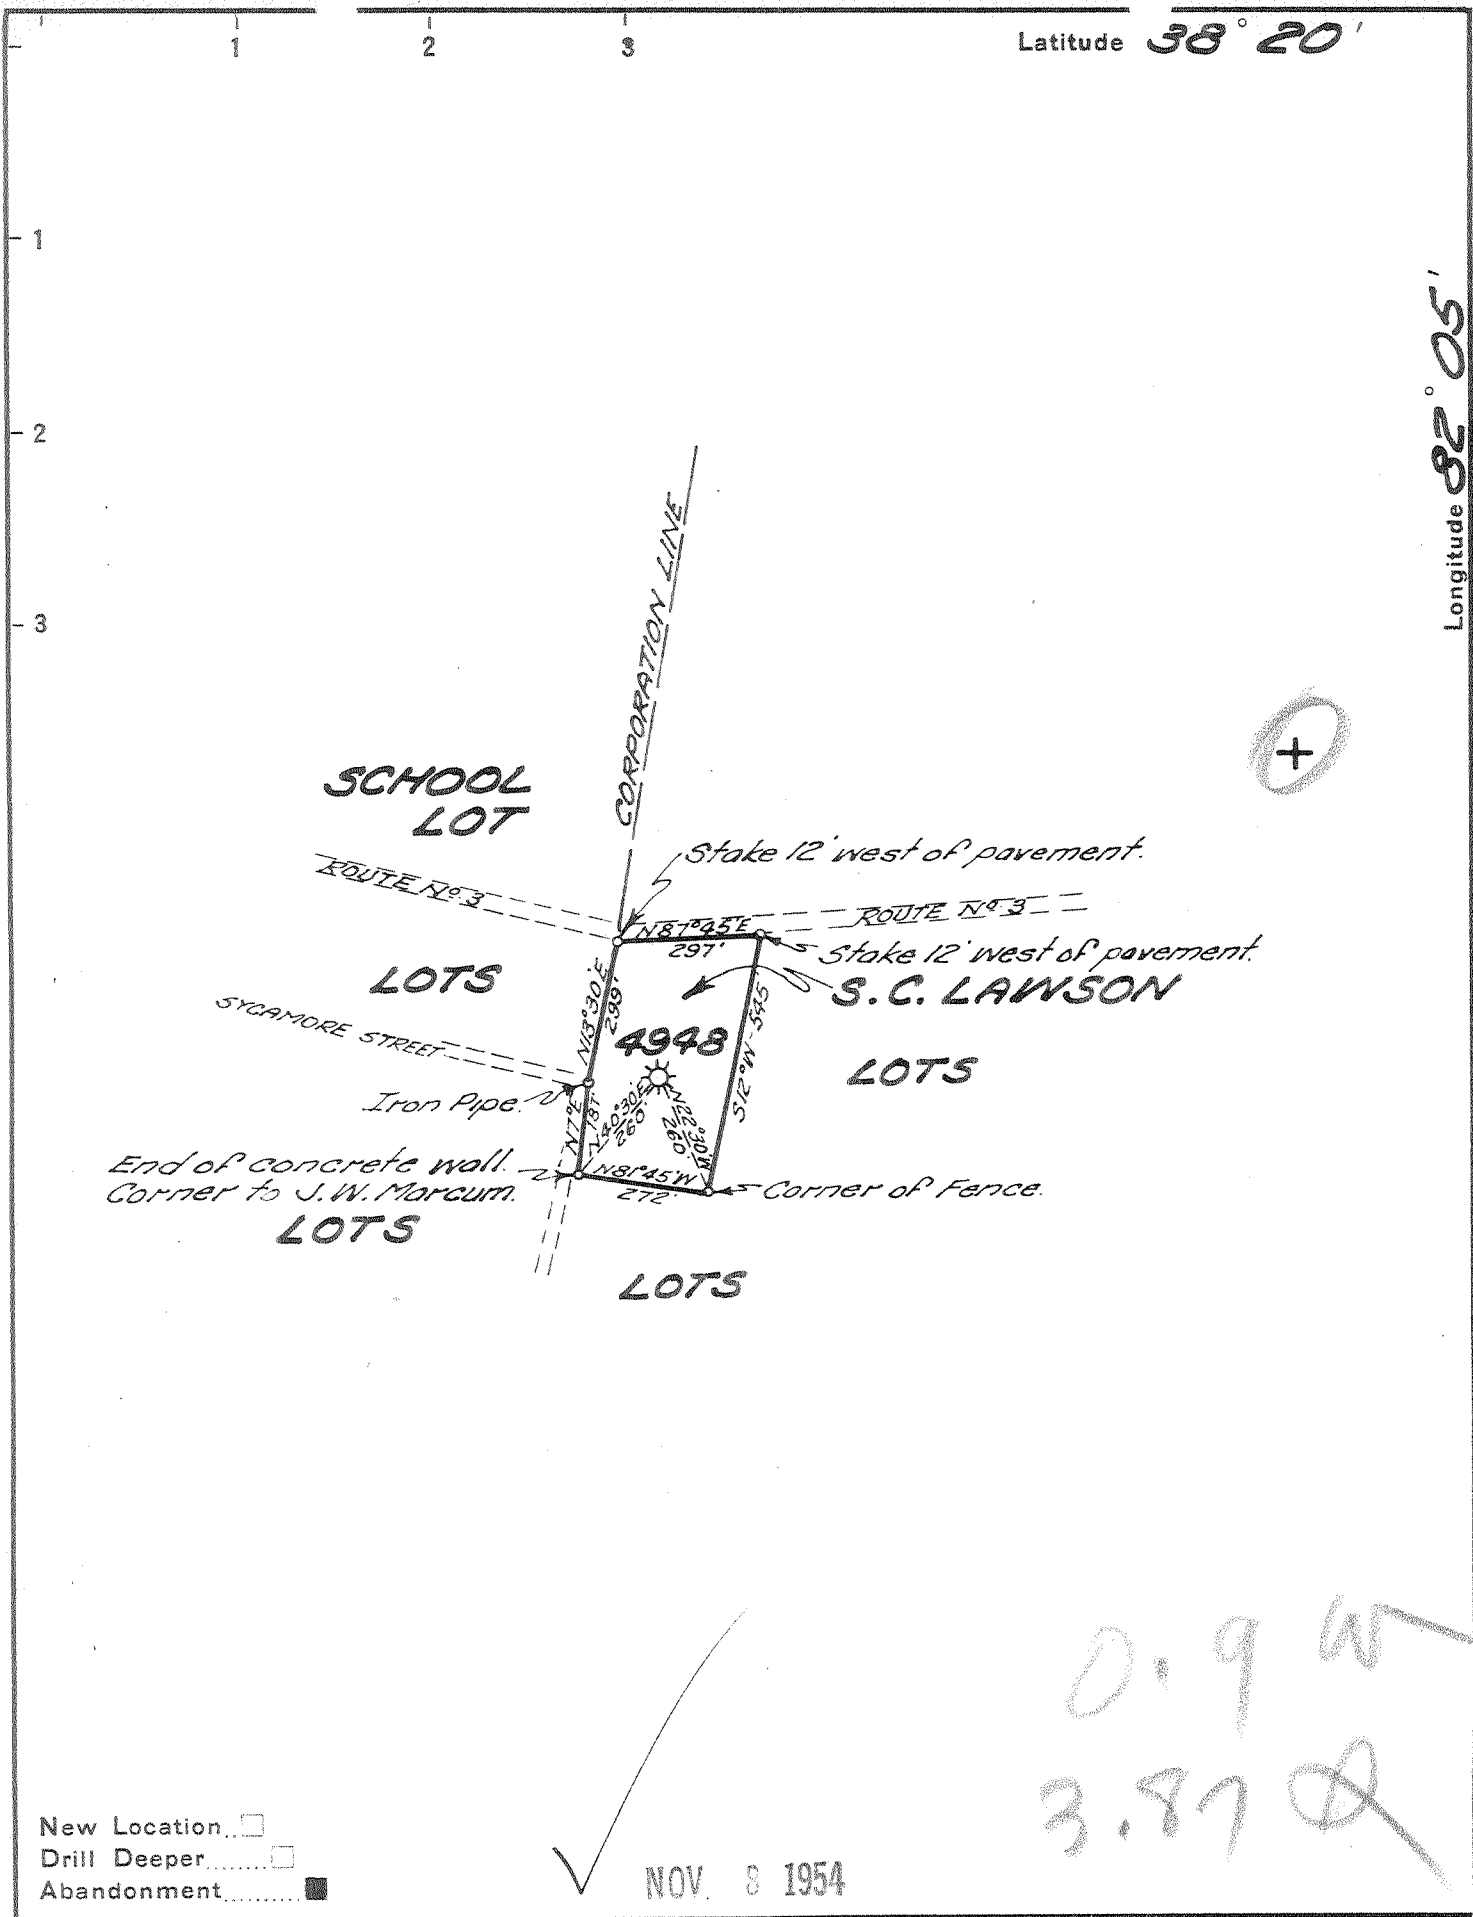 1 2 3
Latitude 38° 20'
1
2
3
Longitude 82° 05'
CORPORATION LINE
+
SCHOOL
LOT
Stake 12' west of pavement.
ROUTE Nº 3
ROUTE Nº 3
N87°45'E
297'
Stake 12' west of pavement.
LOTS
S.C. LAWSON
N13°30'E
299'
SYCAMORE STREET
4948
S12°W-545'
LOTS
Iron Pipe.
N7°E
187'
N40°30'E
260'
N22°30'W
260'
End of concrete wall.
Corner to J.W. Marcum.
N81°45'W
272'
Corner of Fence.
LOTS
LOTS
0.9 W
3.87
New Location
Drill Deeper
Abandonment
NOV. 8 1954